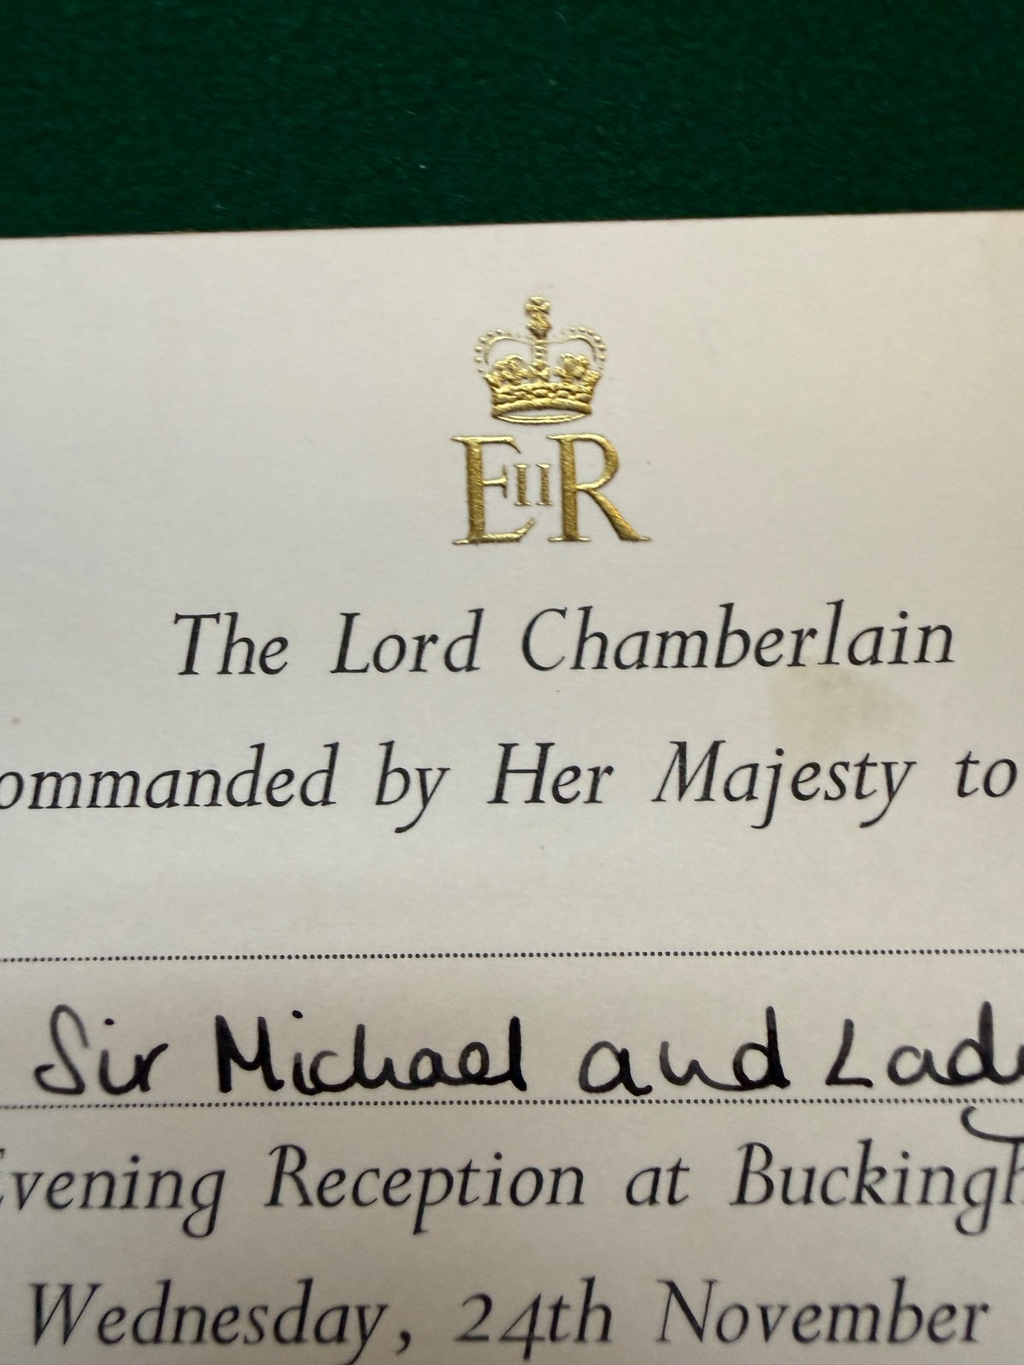 EIIR
The Lord Chamberlain
ommanded by Her Majesty to
Sir Michael and Lad
Evening Reception at Buckingh
Wednesday, 24th November